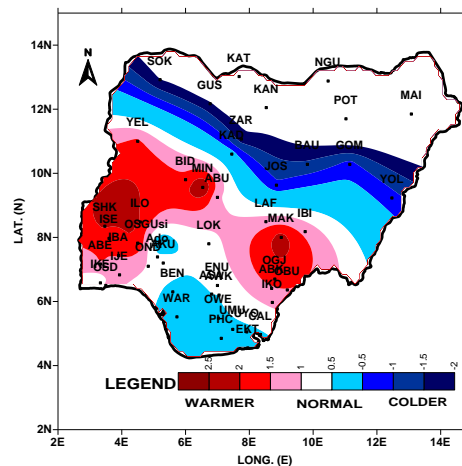 14N
12N
10N
8N
6N
4N
2N
LAT. (N)
N
SOK
KAT
NGU
GUS
KAN
MAI
POT
ZAR
YEL
KAD
BAU
GOM
BID
JOS
MIN
ABU
YOL
SHK
ILO
LAF
IBI
ISE
MAK
OSG
Usi
LOK
IBA
Ado
AKU
ABE
OND
IJE
OGJ
IKE
OSD
ENU
ABK
OBU
BEN
AWK
IKO
WAR
OWE
UMU
UYO
CAL
PHC
EKT
LEGEND
2.5
2
1.5
1
0.5
-0.5
-1
-1.5
-2
WARMER
NORMAL
COLDER
2E
4E
6E
8E
10E
12E
14E
LONG. (E)